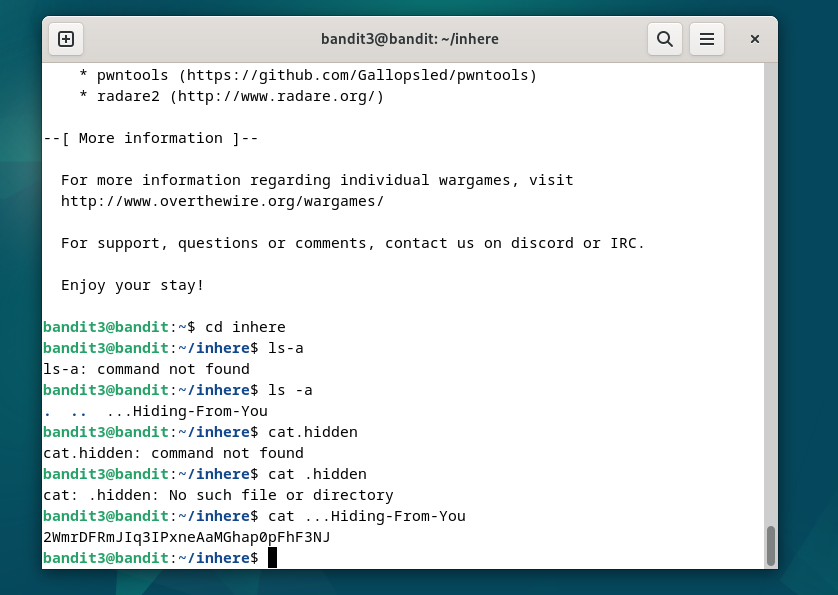 bandit3@bandit: ~/inhere
* pwntools (https://github.com/Gallopsled/pwntools)
* radare2 (http://www.radare.org/)
--[ More information ]--
For more information regarding individual wargames, visit
http://www.overthewire.org/wargames/
For support, questions or comments, contact us on discord or IRC.
Enjoy your stay!
bandit3@bandit:~$ cd inhere
bandit3@bandit:~/inhere$ ls-a
ls-a: command not found
bandit3@bandit:~/inhere$ ls -a
.  ..  ...Hiding-From-You
bandit3@bandit:~/inhere$ cat.hidden
cat.hidden: command not found
bandit3@bandit:~/inhere$ cat .hidden
cat: .hidden: No such file or directory
bandit3@bandit:~/inhere$ cat ...Hiding-From-You
2WmrDFRmJIq3IPxneAaMGhap0pFhF3NJ
bandit3@bandit:~/inhere$